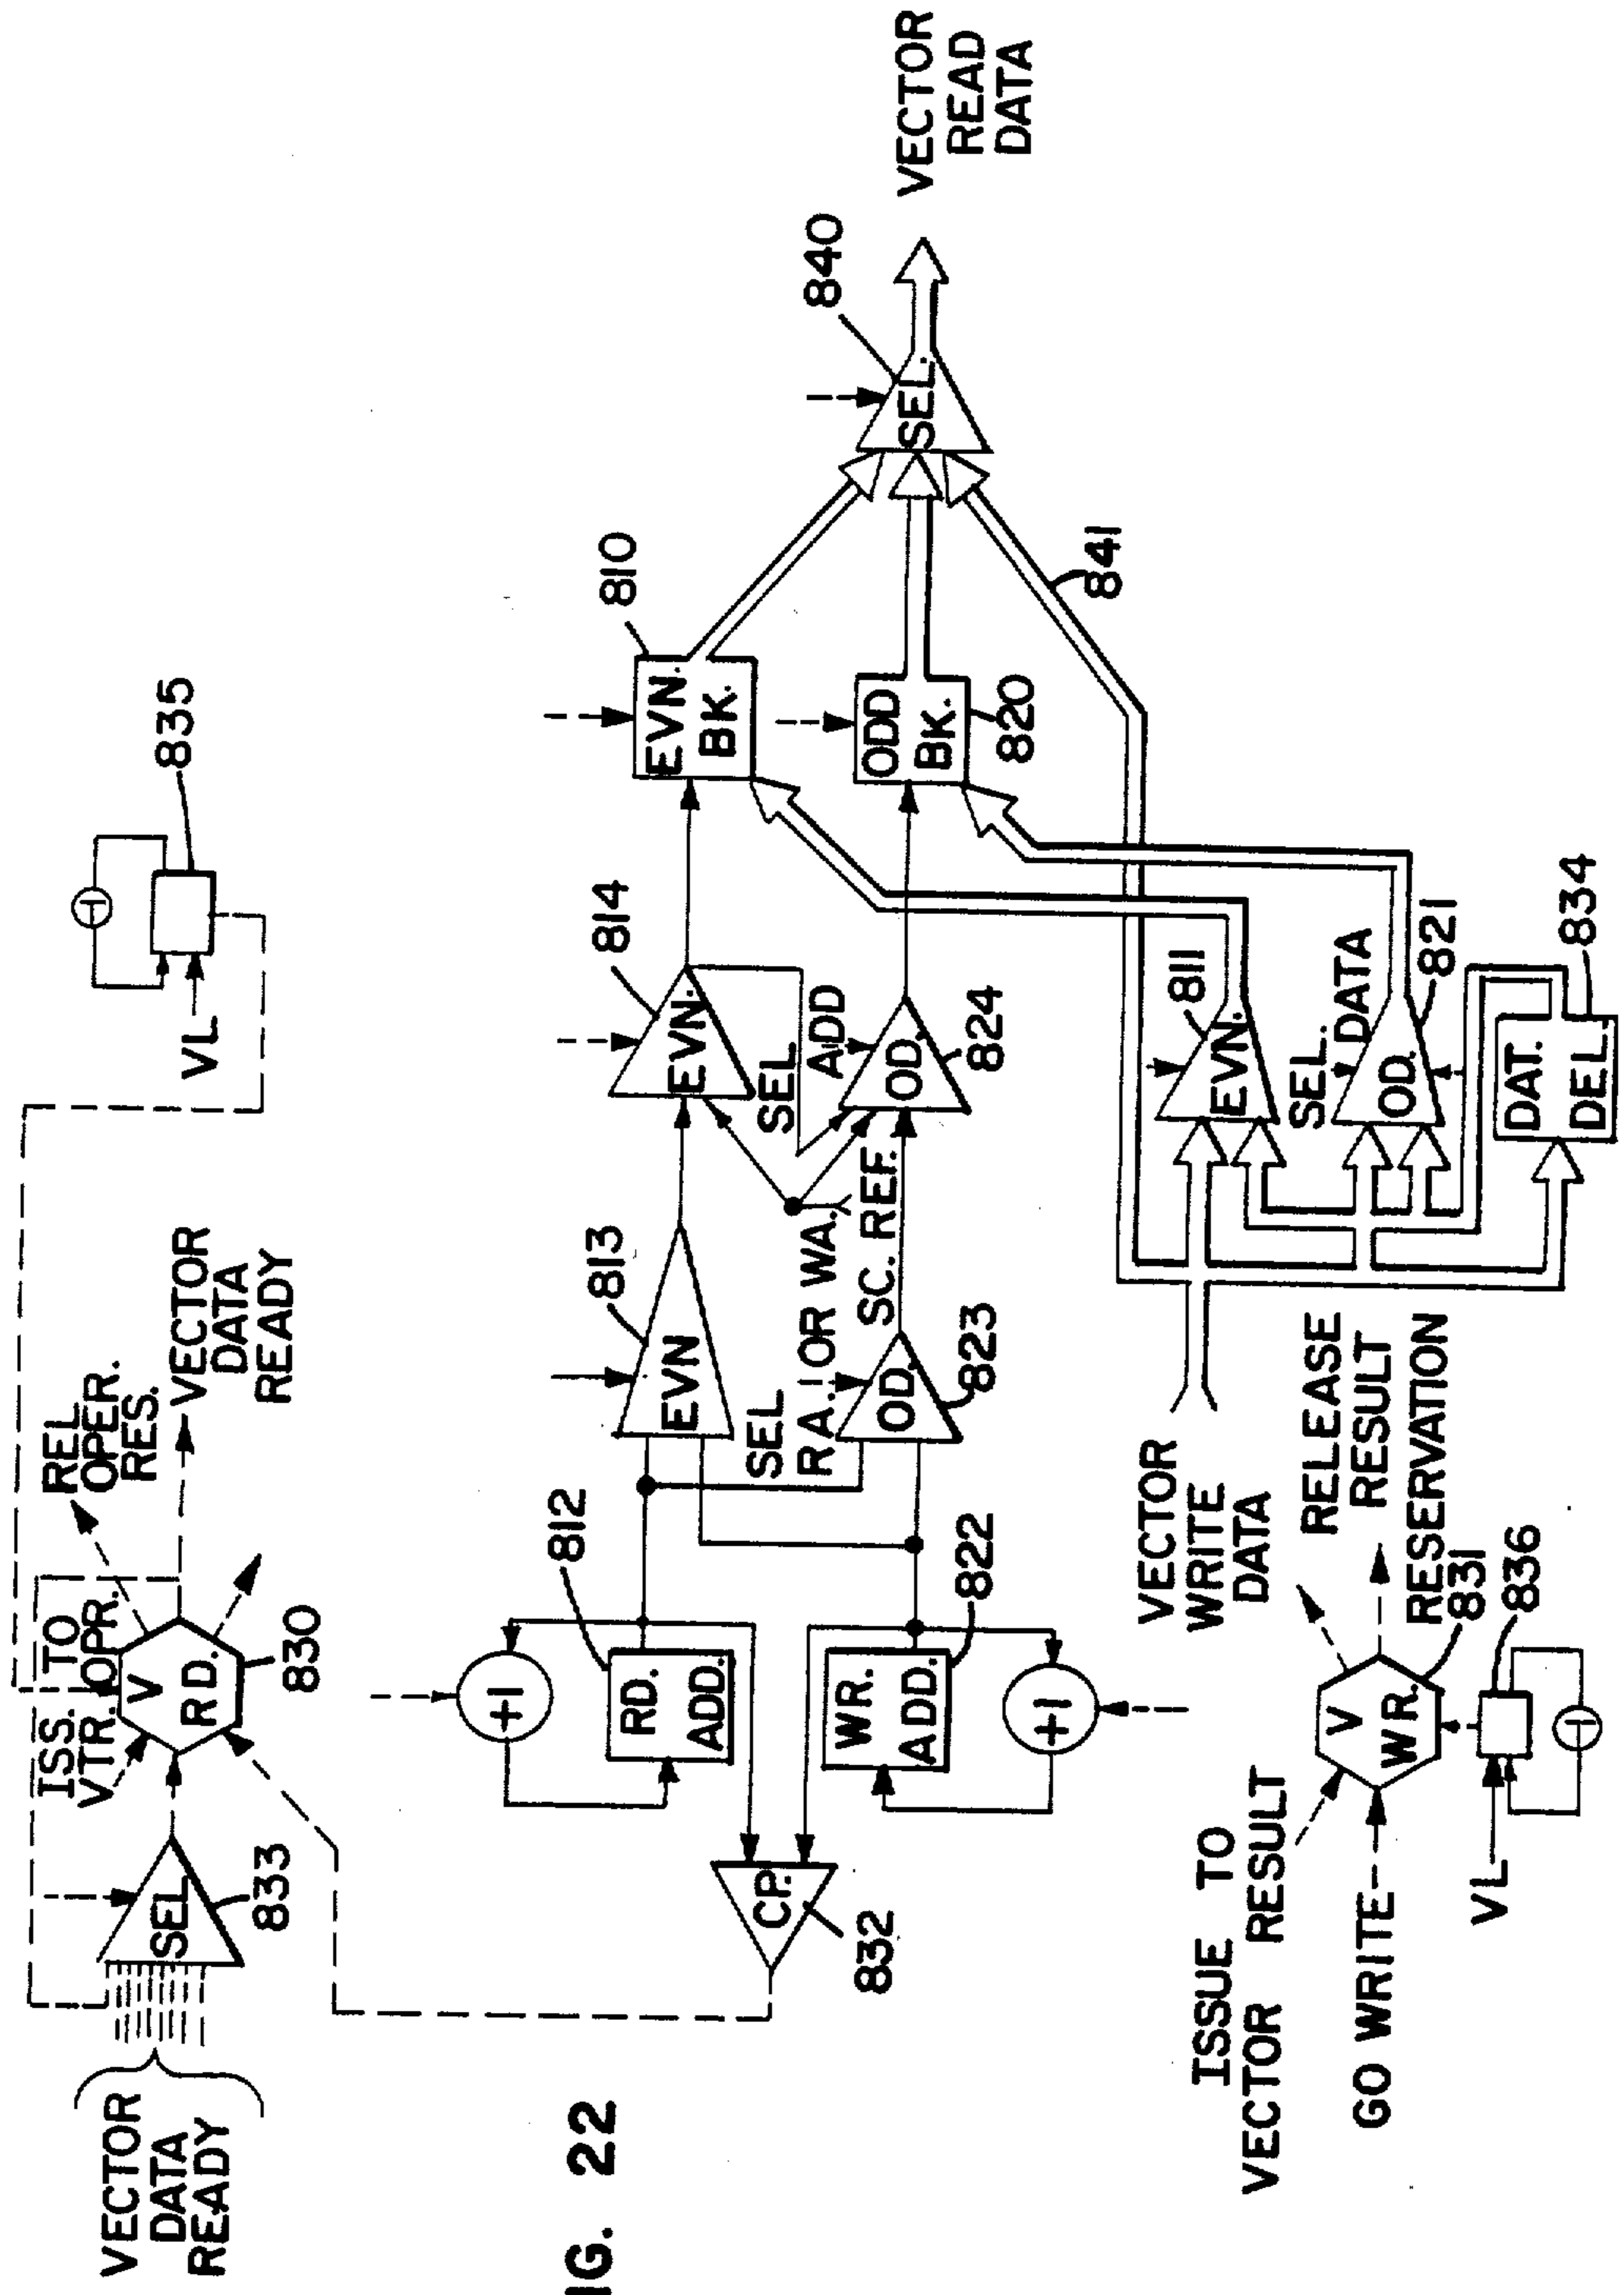 VECTOR
DATA
READY
SEL
833
ISS. TO
VTR. OPR.
V
RD.
830
REL
OPER.
RES.
VECTOR
DATA
READY
VL
T
835
+1
812
RD.
ADD.
813
EVN
SEL
RA. OR WA.
814
EVN.
SEL
ADD
810
EVN.
BK.
840
SEL.
VECTOR
READ
DATA
CP.
832
WR.
ADD.
822
+1
OD.
823
SC. REF.
OD.
824
ODD
BK.
820
841
VECTOR
WRITE
DATA
811
EVN.
SEL.
DATA
OD.
821
DAT.
DEL.
834
ISSUE TO
VECTOR RESULT
GO WRITE
V
WR.
831
RELEASE
RESULT
RESERVATION
VL
836
T
IG. 22